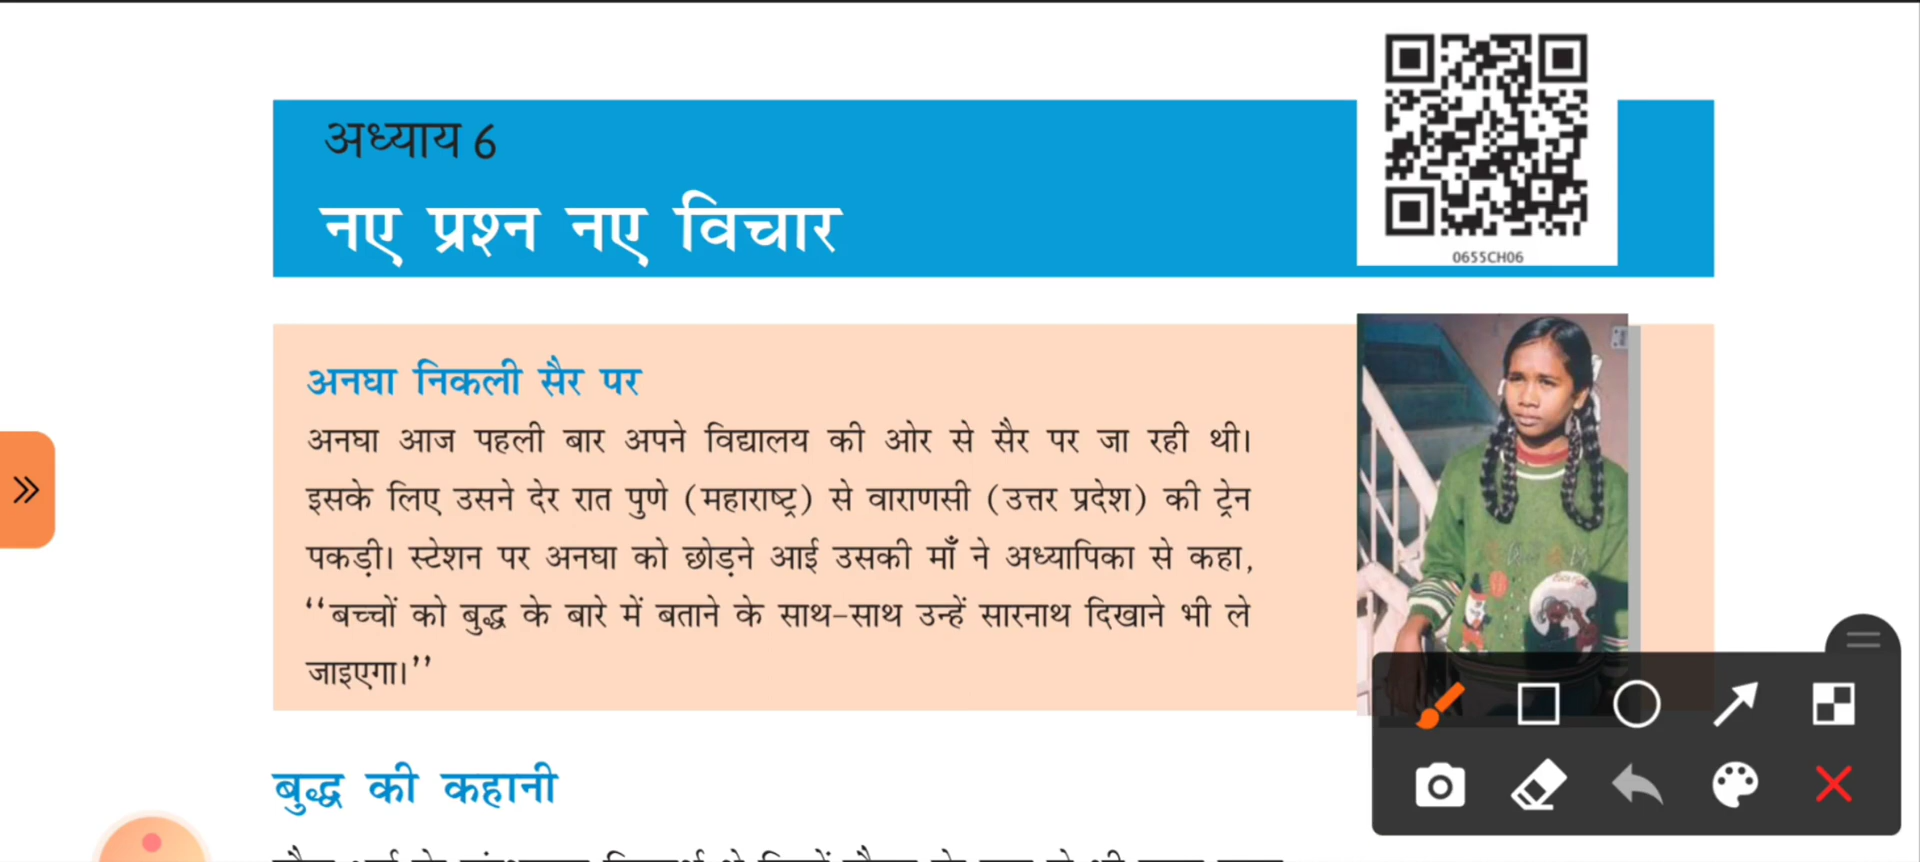 अध्याय 6
नए प्रश्न नए विचार
0655CH06
अनघा निकली सैर पर
अनघा आज पहली बार अपने विद्यालय की ओर से सैर पर जा रही थी।
इसके लिए उसने देर रात पुणे (महाराष्ट्र) से वाराणसी (उत्तर प्रदेश) की ट्रेन
पकड़ी। स्टेशन पर अनघा को छोड़ने आई उसकी माँ ने अध्यापिका से कहा,
‘‘बच्चों को बुद्ध के बारे में बताने के साथ-साथ उन्हें सारनाथ दिखाने भी ले
जाइएगा।’’
बुद्ध की कहानी